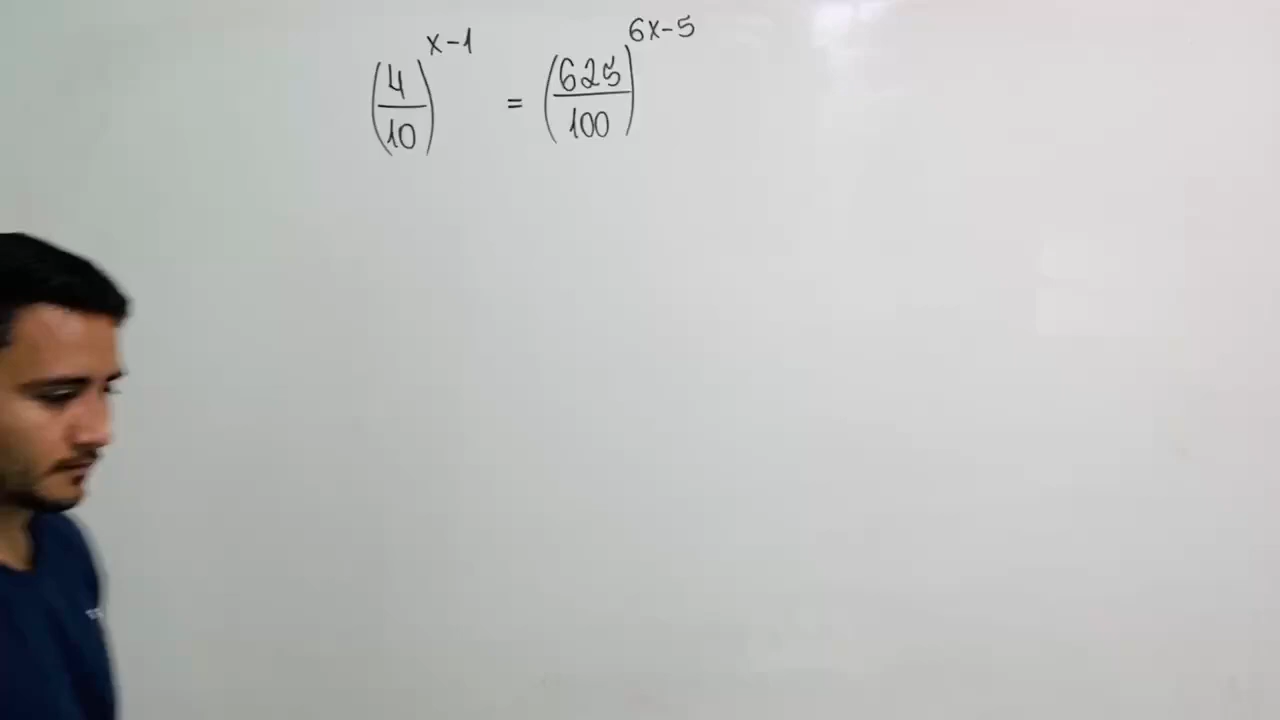 (4/10)^(x-1) = (625/100)^(6x-5)